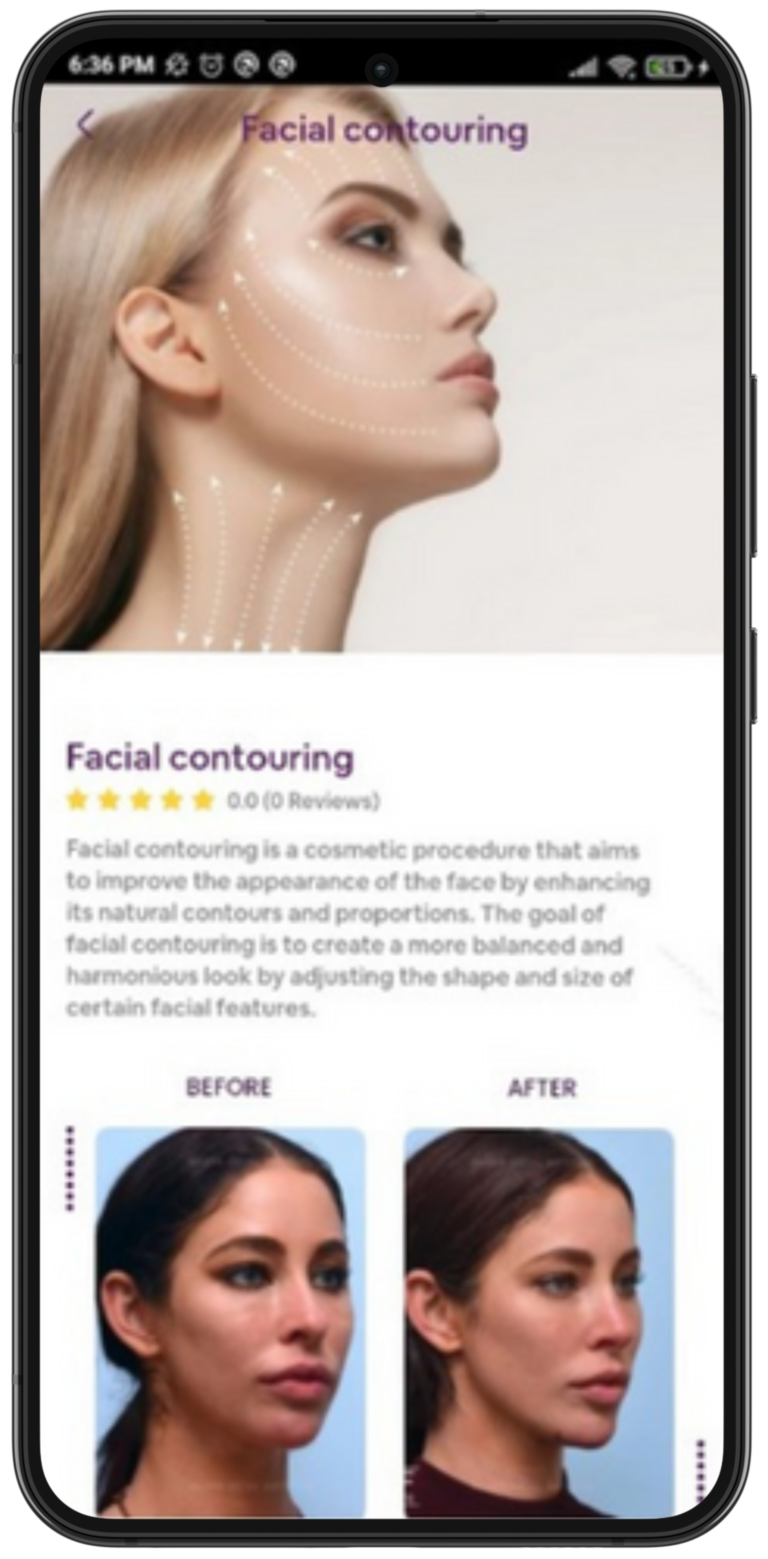 6:36 PM
Facial contouring
Facial contouring
0.0 (0 Reviews)
Facial contouring is a cosmetic procedure that aims
to improve the appearance of the face by enhancing
its natural contours and proportions. The goal of
facial contouring is to create a more balanced and
harmonious look by adjusting the shape and size of
certain facial features.
BEFORE
AFTER